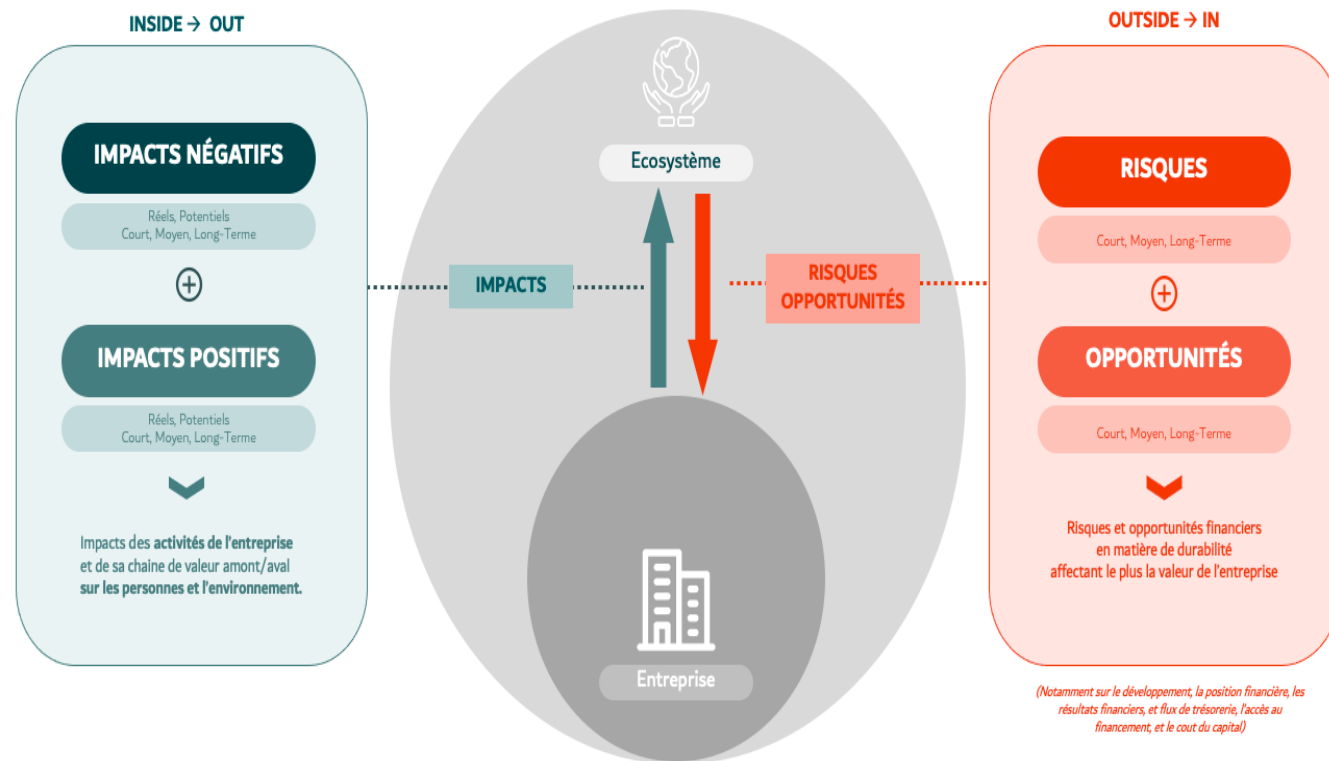 INSIDE → OUT
IMPACTS NÉGATIFS
Réels, Potentiels
Court, Moyen, Long-Terme
IMPACTS POSITIFS
Réels, Potentiels
Court, Moyen, Long-Terme
Impacts des activités de l'entreprise
et de sa chaine de valeur amont/aval
sur les personnes et l'environnement.
Ecosystème
IMPACTS
RISQUES
OPPORTUNITÉS
Entreprise
OUTSIDE → IN
RISQUES
Court, Moyen, Long-Terme
OPPORTUNITÉS
Court, Moyen, Long-Terme
Risques et opportunités financiers
en matière de durabilité
affectant le plus la valeur de l'entreprise
(Notamment sur le développement, la position financière, les
résultats financiers, et flux de trésorerie, l'accès au
financement, et le cout du capital)